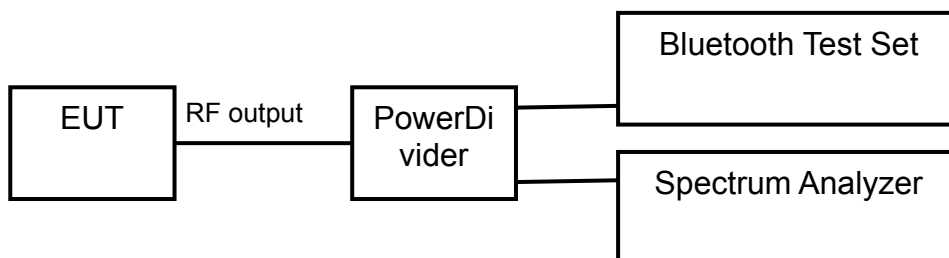 EUT
RF output
PowerDi
vider
Bluetooth Test Set
Spectrum Analyzer